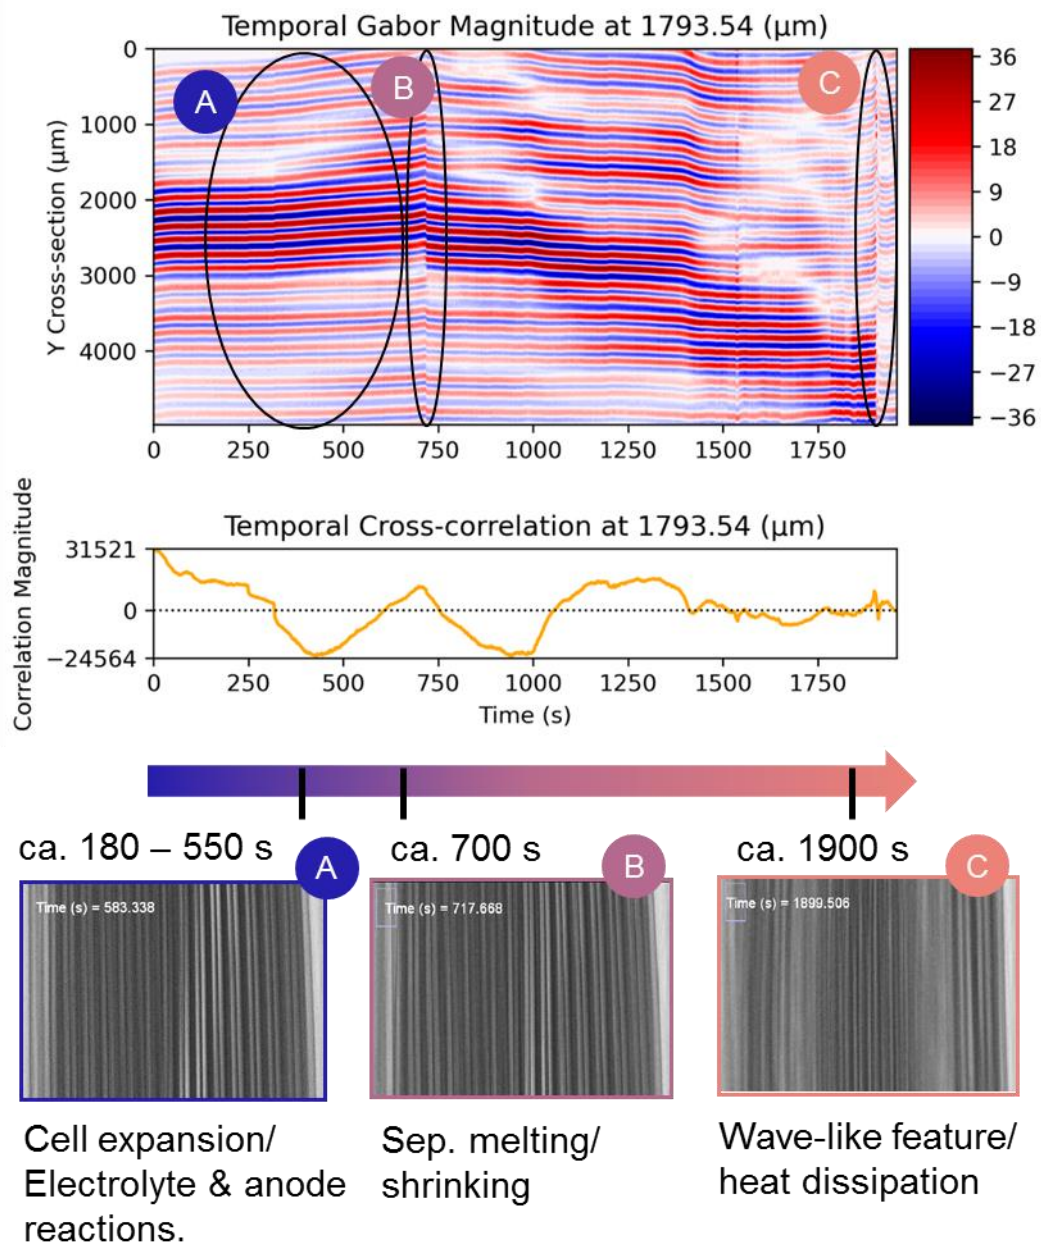 Temporal Gabor Magnitude at 1793.54 (μm)
A
B
C
Y Cross-section (μm)
0
1000
2000
3000
4000
0
250
500
750
1000
1250
1500
1750
36
27
18
9
0
−9
−18
−27
−36
Temporal Cross-correlation at 1793.54 (μm)
Correlation Magnitude
31521
0
−24564
0
250
500
750
1000
1250
1500
1750
Time (s)
ca. 180 – 550 s
A
ca. 700 s
B
ca. 1900 s
C
Time (s) = 583.338
Time (s) = 717.668
Time (s) = 1899.506
Cell expansion/
Electrolyte & anode
reactions.
Sep. melting/
shrinking
Wave-like feature/
heat dissipation